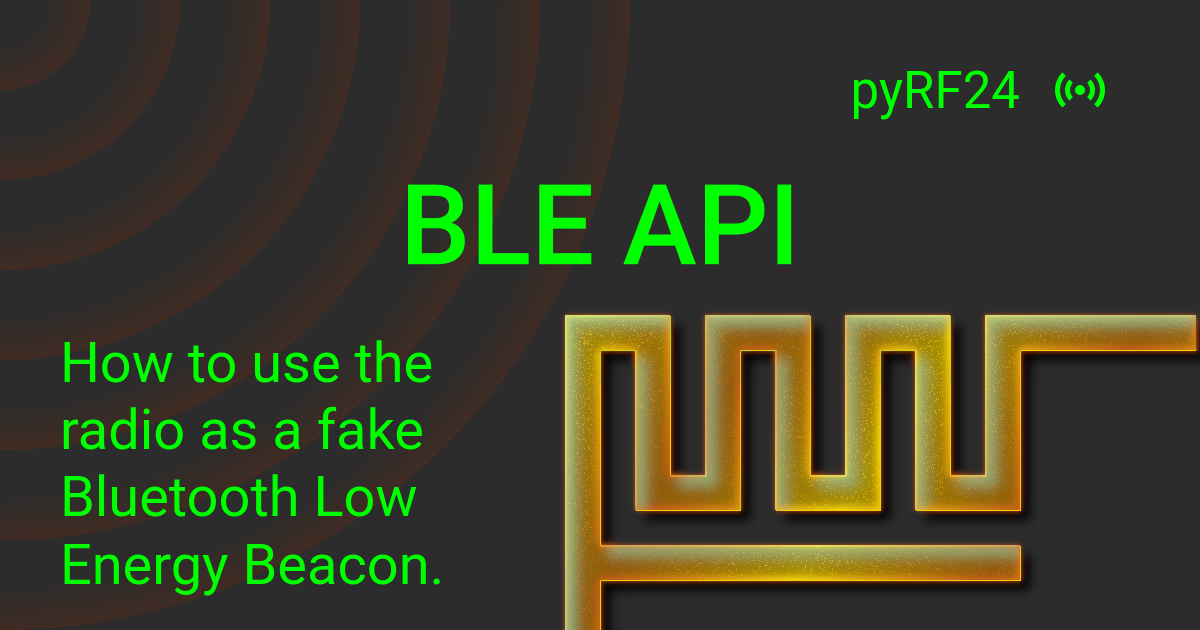 pyRF24
BLE API
How to use the
radio as a fake
Bluetooth Low
Energy Beacon.